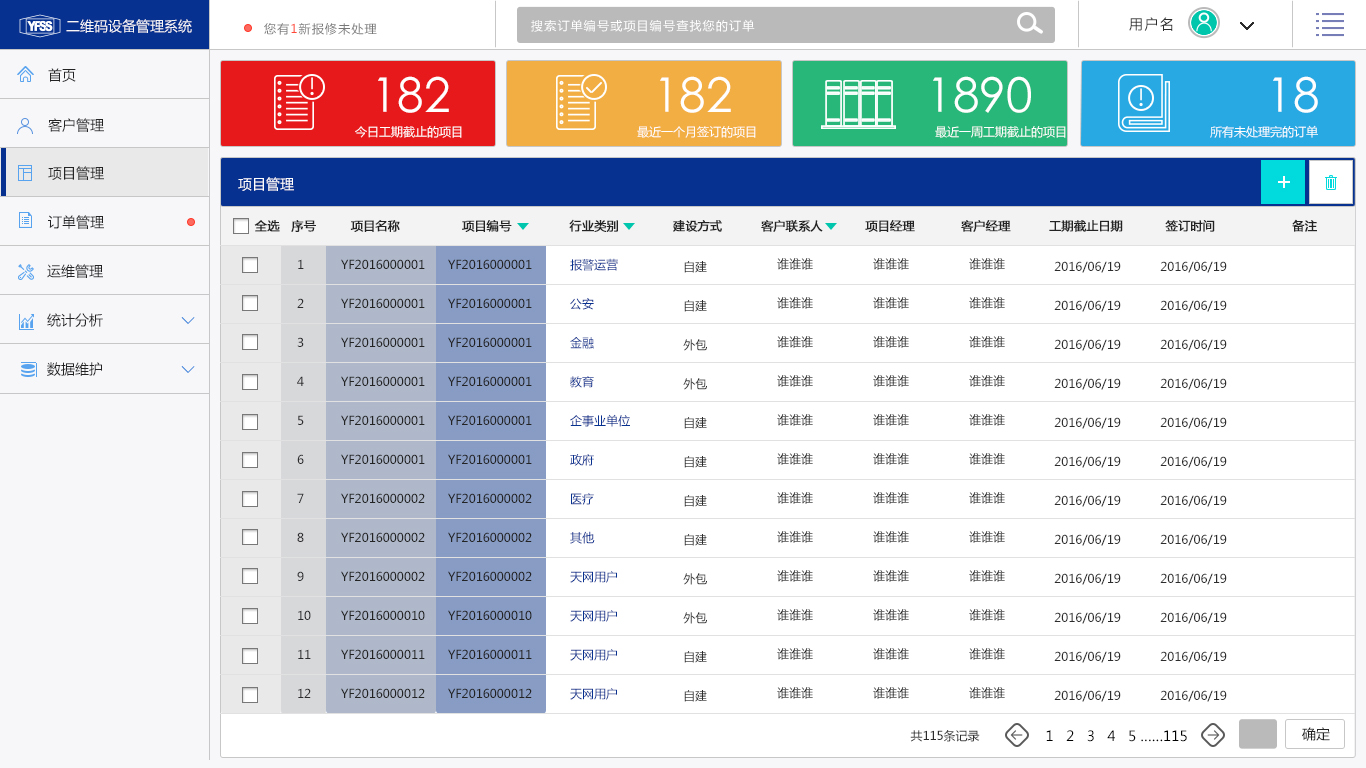 YFSS 二维码设备管理系统
您有1新报修未处理
搜索订单编号或项目编号查找您的订单
用户名
首页
客户管理
项目管理
订单管理
运维管理
统计分析
数据维护
182
今日工期截止的项目
182
最近一个月签订的项目
1890
最近一周工期截止的项目
18
所有未处理完的订单
项目管理
全选 序号 项目名称 项目编号 行业类别 建设方式 客户联系人 项目经理 客户经理 工期截止日期 签订时间 备注
1 YF2016000001 YF2016000001 报警运营 自建 谁谁谁 谁谁谁 谁谁谁 2016/06/19 2016/06/19
2 YF2016000001 YF2016000001 公安 自建 谁谁谁 谁谁谁 谁谁谁 2016/06/19 2016/06/19
3 YF2016000001 YF2016000001 金融 外包 谁谁谁 谁谁谁 谁谁谁 2016/06/19 2016/06/19
4 YF2016000001 YF2016000001 教育 外包 谁谁谁 谁谁谁 谁谁谁 2016/06/19 2016/06/19
5 YF2016000001 YF2016000001 企事业单位 自建 谁谁谁 谁谁谁 谁谁谁 2016/06/19 2016/06/19
6 YF2016000001 YF2016000001 政府 自建 谁谁谁 谁谁谁 谁谁谁 2016/06/19 2016/06/19
7 YF2016000002 YF2016000002 医疗 自建 谁谁谁 谁谁谁 谁谁谁 2016/06/19 2016/06/19
8 YF2016000002 YF2016000002 其他 自建 谁谁谁 谁谁谁 谁谁谁 2016/06/19 2016/06/19
9 YF2016000002 YF2016000002 天网用户 外包 谁谁谁 谁谁谁 谁谁谁 2016/06/19 2016/06/19
10 YF2016000010 YF2016000010 天网用户 外包 谁谁谁 谁谁谁 谁谁谁 2016/06/19 2016/06/19
11 YF2016000011 YF2016000011 天网用户 自建 谁谁谁 谁谁谁 谁谁谁 2016/06/19 2016/06/19
12 YF2016000012 YF2016000012 天网用户 自建 谁谁谁 谁谁谁 谁谁谁 2016/06/19 2016/06/19
共115条记录 1 2 3 4 5 ......115 确定